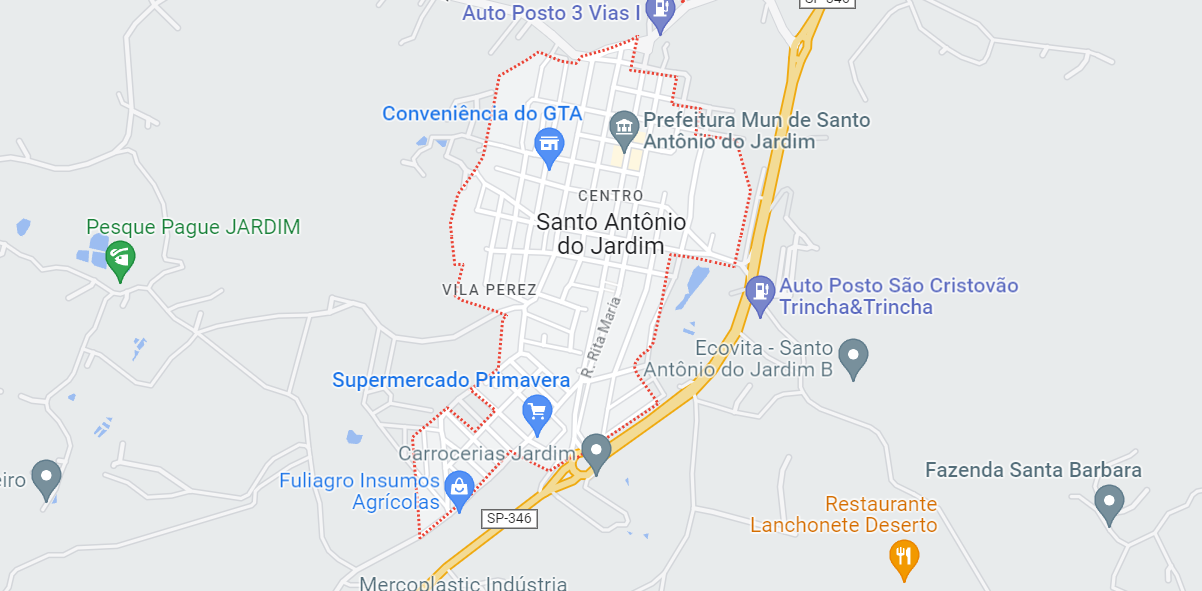 SP-346
Auto Posto 3 Vias I
Conveniência do GTA
Prefeitura Mun de Santo
Antônio do Jardim
CENTRO
Santo Antônio
do Jardim
Pesque Pague JARDIM
VILA PEREZ
Auto Posto São Cristovão
Trincha&Trincha
R. Rita Maria
Ecovita - Santo
Antônio do Jardim B
Supermercado Primavera
Carrocerias Jardim
Fuliagro Insumos
Agrícolas
eiro
Fazenda Santa Barbara
Restaurante
Lanchonete Deserto
SP-346
Mercoplastic Indústria